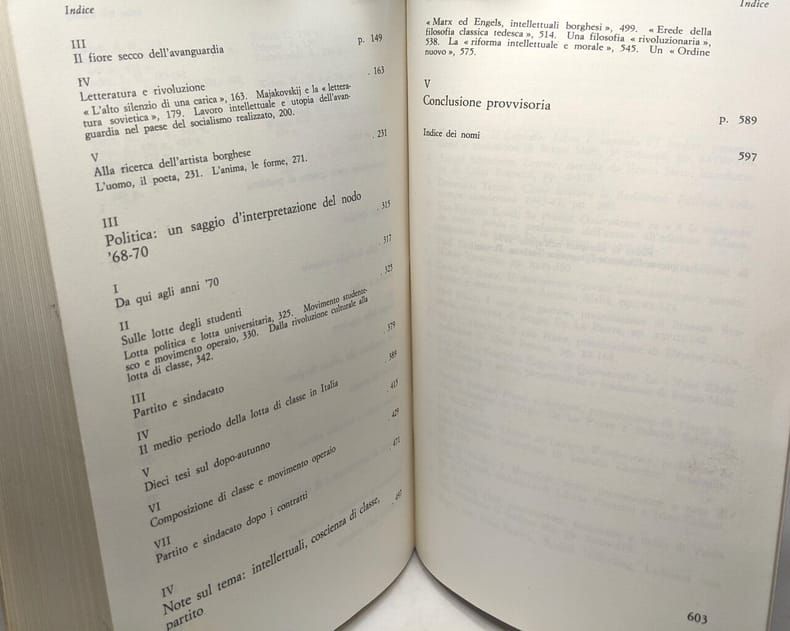 Indice
III
Il fiore secco dell'avanguardia
p. 149
IV
Letteratura e rivoluzione
. 163
« L'alto silenzio di una carica », 163. Majakovskij e la « lettera-
tura sovietica », 179. Lavoro intellettuale e utopia dell'avan-
guardia nel paese del socialismo realizzato, 200.
V
Alla ricerca dell'artista borghese
. 231
L'uomo, il poeta, 231. L'anima, le forme, 271.
III
Politica: un saggio d'interpretazione del nodo
'68-70
. 315
I
Da qui agli anni '70
. 317
II
Sulle lotte degli studenti
. 325
Lotta politica e lotta universitaria, 325. Movimento studente-
sco e movimento operaio, 330. Dalla rivoluzione culturale alla
lotta di classe, 342.
III
Partito e sindacato
. 379
IV
Il medio periodo della lotta di classe in Italia
V
Dieci tesi sul dopo-autunno
. 415
VI
Composizione di classe e movimento operaio
VII
Partito e sindacato dopo i contratti
. 471
IV
Note sul tema: intellettuali, coscienza di classe,
partito
Indice
« Marx ed Engels, intellettuali borghesi », 499. « Erede della
filosofia classica tedesca », 514. Una filosofia « rivoluzionaria »,
538. La « riforma intellettuale e morale », 545. Un « Ordine
nuovo », 575.
V
Conclusione provvisoria
p. 589
Indice dei nomi
597
603